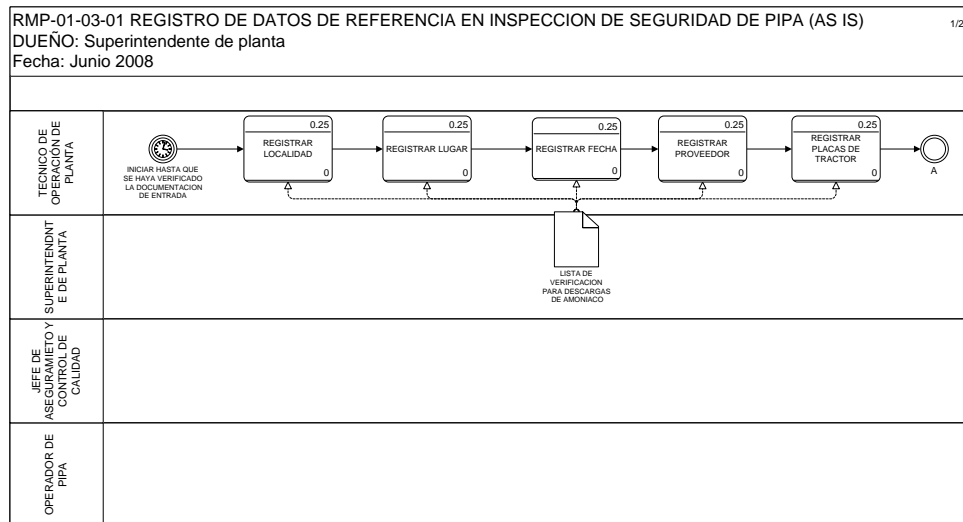 RMP-01-03-01 REGISTRO DE DATOS DE REFERENCIA EN INSPECCION DE SEGURIDAD DE PIPA (AS IS)
1/2
DUEÑO: Superintendente de planta
Fecha: Junio 2008
TECNICO DE
OPERACIÓN DE
PLANTA
INICIAR HASTA QUE
SE HAYA VERIFICADO
LA DOCUMENTACION
DE ENTRADA
0.25
REGISTRAR
LOCALIDAD
0
0.25
REGISTRAR LUGAR
0
0.25
REGISTRAR FECHA
0
0.25
REGISTRAR
PROVEEDOR
0
0.25
REGISTRAR
PLACAS DE
TRACTOR
0
A
SUPERINTENDNT
E DE PLANTA
LISTA DE
VERIFICACION
PARA DESCARGAS
DE AMONIACO
JEFE DE
ASEGURAMIETO Y
CONTROL DE
CALIDAD
OPERADOR DE
PIPA